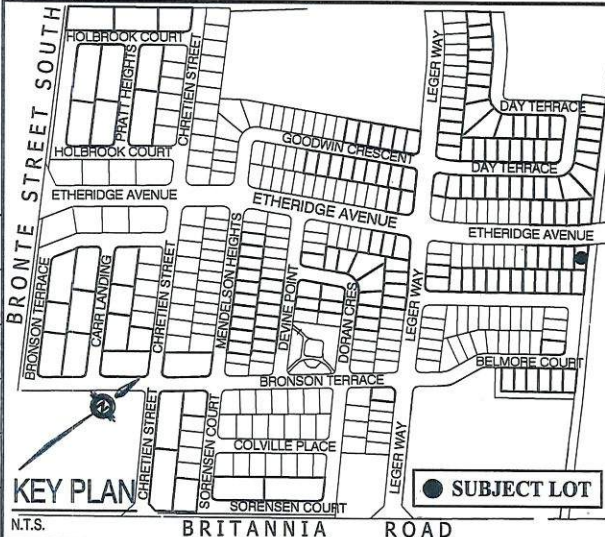 HOLBROOK COURT
BRONTE STREET SOUTH
PRATT HEIGHTS
CHRETIEN STREET
LEGER WAY
DAY TERRACE
GOODWIN CRESCENT
HOLBROOK COURT
DAY TERRACE
ETHERIDGE AVENUE
ETHERIDGE AVENUE
ETHERIDGE AVENUE
BRONSON TERRACE
CARR LANDING
CHRETIEN STREET
MENDELSON HEIGHTS
DEVINE POINT
DORAN CRES
LEGER WAY
BELMORE COURT
BRONSON TERRACE
N
CHRETIEN STREET
SORENSEN COURT
COLVILLE PLACE
LEGER WAY
KEY PLAN
SUBJECT LOT
SORENSEN COURT
N.T.S.
BRITANNIA ROAD